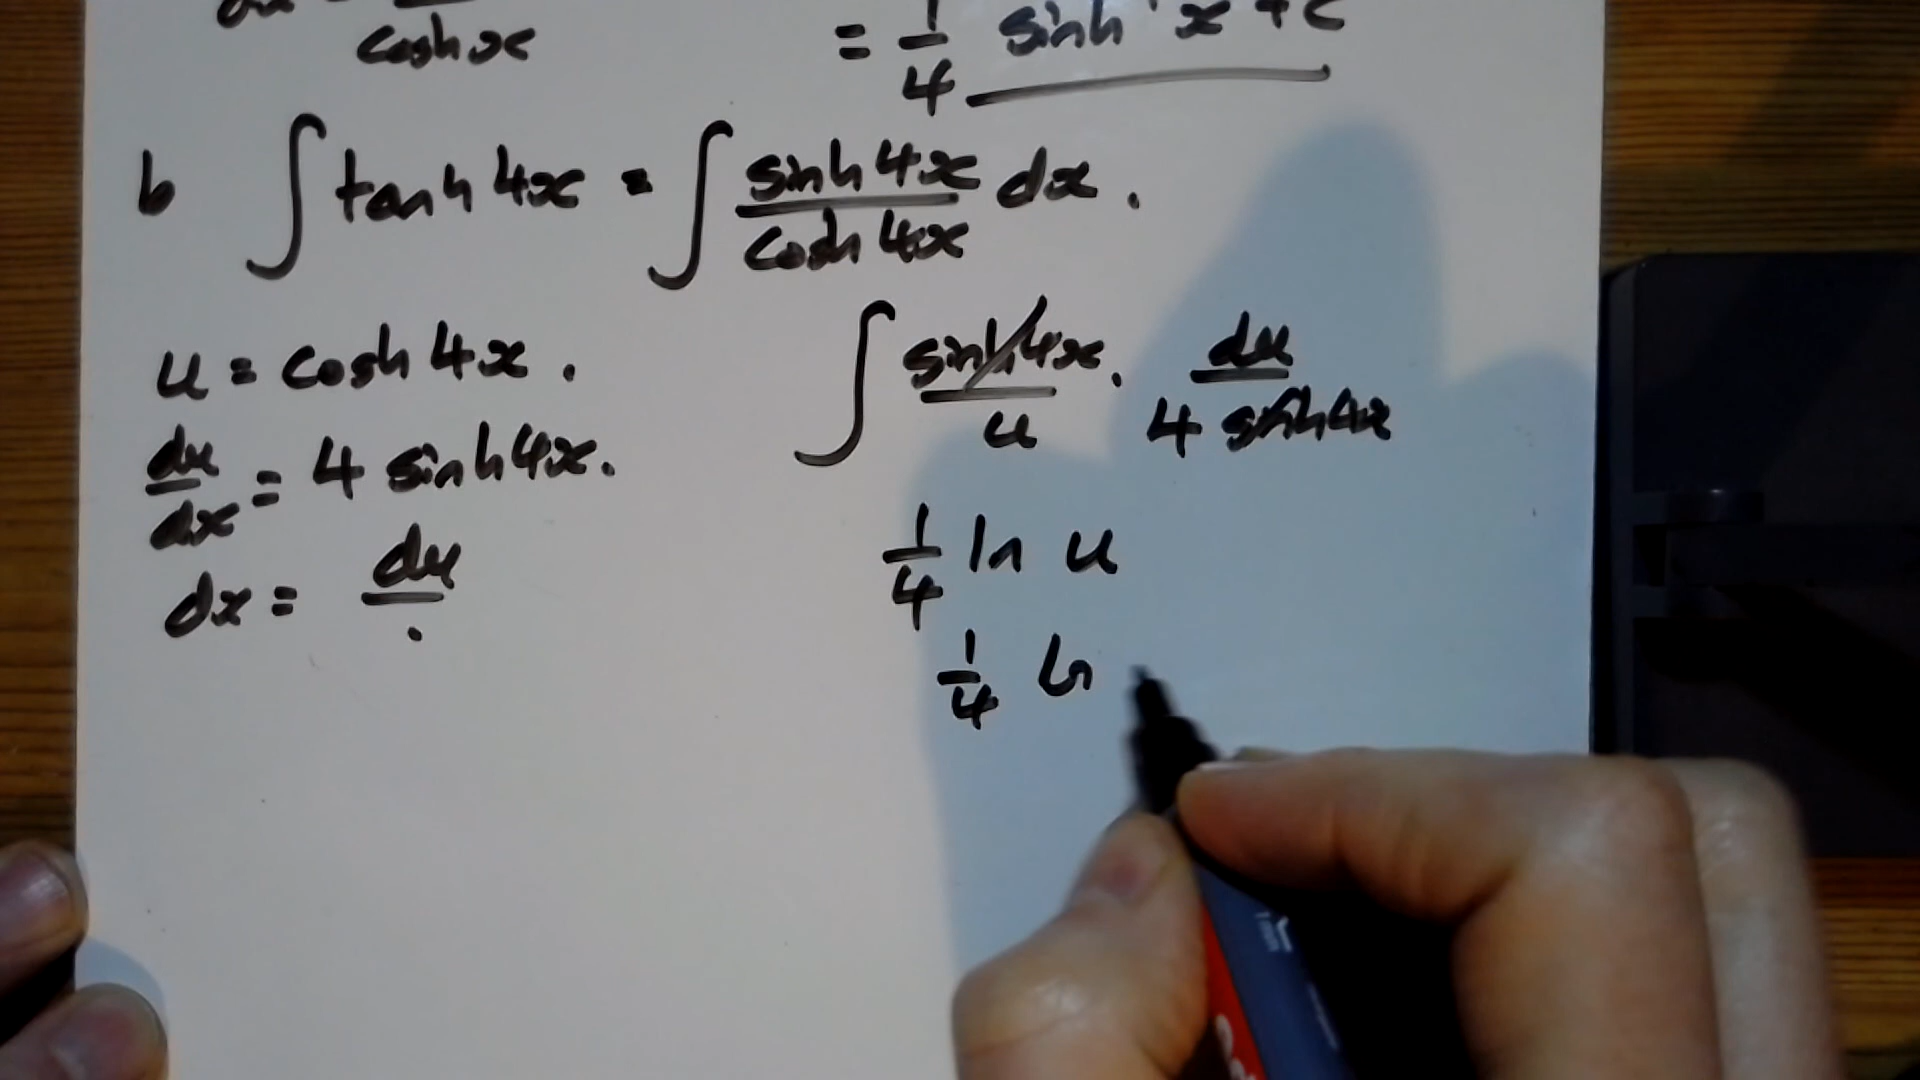 cosh x
= 1/4 sinh⁴x + c
b ∫ tanh 4x = ∫ sinh 4x / cosh 4x dx.
u = cosh 4x.
du/dx = 4 sinh 4x.
dx = du/.
∫ sinh 4x / u . du / 4 sinh 4x
1/4 ln u
1/4 ln